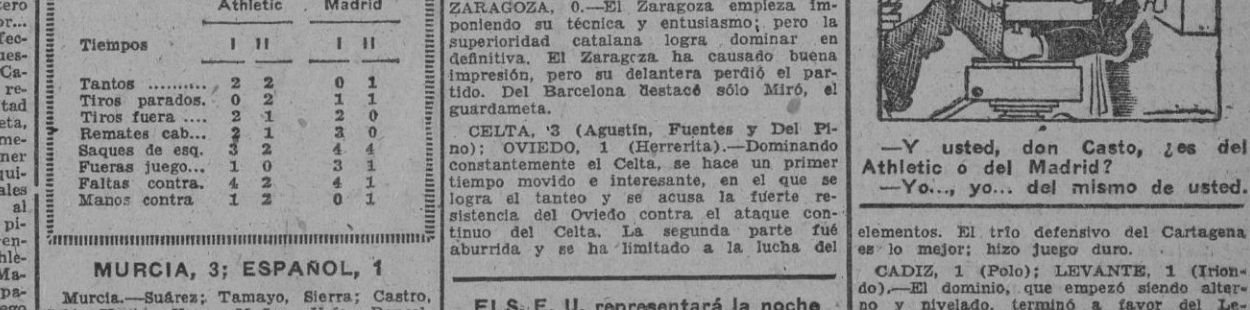 Athletic Madrid
Tiempos I II I II
Tantos .......... 2 2 0 1
Tiros parados. 0 2 1 1
Tiros fuera .... 2 1 2 0
Remates cab... 2 1 3 0
Saques de esq. 3 2 4 4
Fueras juego... 1 0 3 1
Faltas contra. 4 2 4 1
Manos contra 1 2 0 1
MURCIA, 3; ESPAÑOL, 1
Murcia.—Suárez; Tamayo, Sierra; Castro,
ZARAGOZA, 0.—El Zaragoza empieza im-
poniendo su técnica y entusiasmo; pero la
superioridad catalana logra dominar en
definitiva. El Zaragoza ha causado buena
impresión, pero su delantera perdió el par-
tido. Del Barcelona destacó sólo Miró, el
guardameta.
CELTA, 3 (Agustín, Fuentes y Del Pi-
no); OVIEDO, 1 (Herrerita).—Dominando
constantemente el Celta, se hace un primer
tiempo movido e interesante, en el que se
logra el tanteo y se acusa la fuerte re-
sistencia del Oviedo contra el ataque con-
tinuo del Celta. La segunda parte fué
aburrida y se ha limitado a la lucha del
El S. E. U. representará la noche
—Y usted, don Casto, ¿es del
Athletic o del Madrid?
—Yo..., yo... del mismo de usted.
elementos. El trío defensivo del Cartagena
es lo mejor; hizo juego duro.
CADIZ, 1 (Polo); LEVANTE, 1 (Irion-
do).—El dominio, que empezó siendo alter-
no y nivelado, terminó a favor del Le-